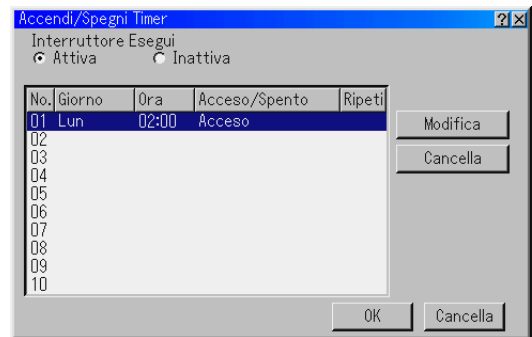 Accendi/Spegni Timer
Interruttore Esegui
Attiva Inattiva
No. Giorno Ora Acceso/Spento Ripeti
01 Lun 02:00 Acceso
02
03
04
05
06
07
08
09
10
Modifica
Cancella
OK Cancella